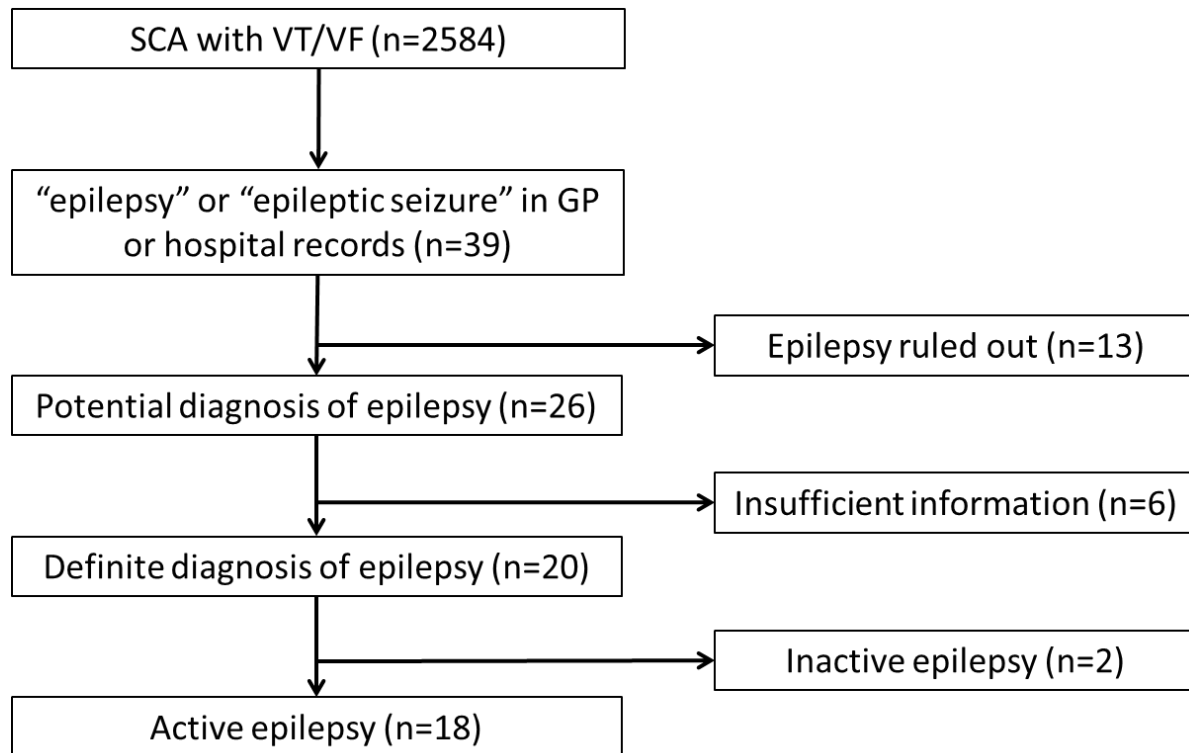 SCA with VT/VF (n=2584)
“epilepsy” or “epileptic seizure” in GP
or hospital records (n=39)
Epilepsy ruled out (n=13)
Potential diagnosis of epilepsy (n=26)
Insufficient information (n=6)
Definite diagnosis of epilepsy (n=20)
Inactive epilepsy (n=2)
Active epilepsy (n=18)